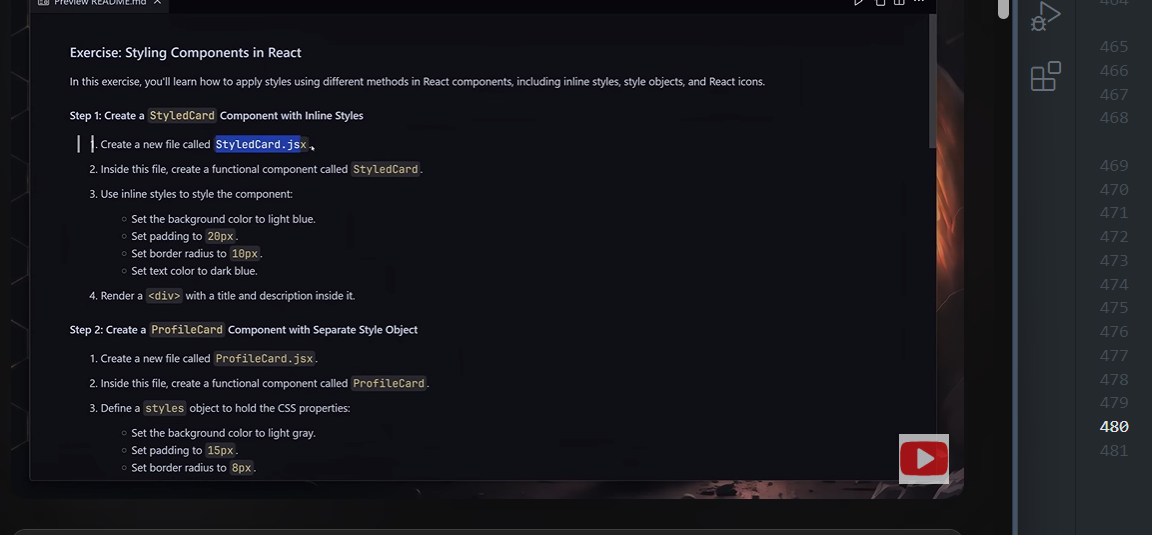 Preview README.md
Exercise: Styling Components in React
In this exercise, you'll learn how to apply styles using different methods in React components, including inline styles, style objects, and React icons.
Step 1: Create a StyledCard Component with Inline Styles
1. Create a new file called StyledCard.jsx.
2. Inside this file, create a functional component called StyledCard.
3. Use inline styles to style the component:
○ Set the background color to light blue.
○ Set padding to 20px.
○ Set border radius to 10px.
○ Set text color to dark blue.
4. Render a <div> with a title and description inside it.
Step 2: Create a ProfileCard Component with Separate Style Object
1. Create a new file called ProfileCard.jsx.
2. Inside this file, create a functional component called ProfileCard.
3. Define a styles object to hold the CSS properties:
○ Set the background color to light gray.
○ Set padding to 15px.
○ Set border radius to 8px.
464
465
466
467
468
469
470
471
472
473
474
475
476
477
478
479
480
481